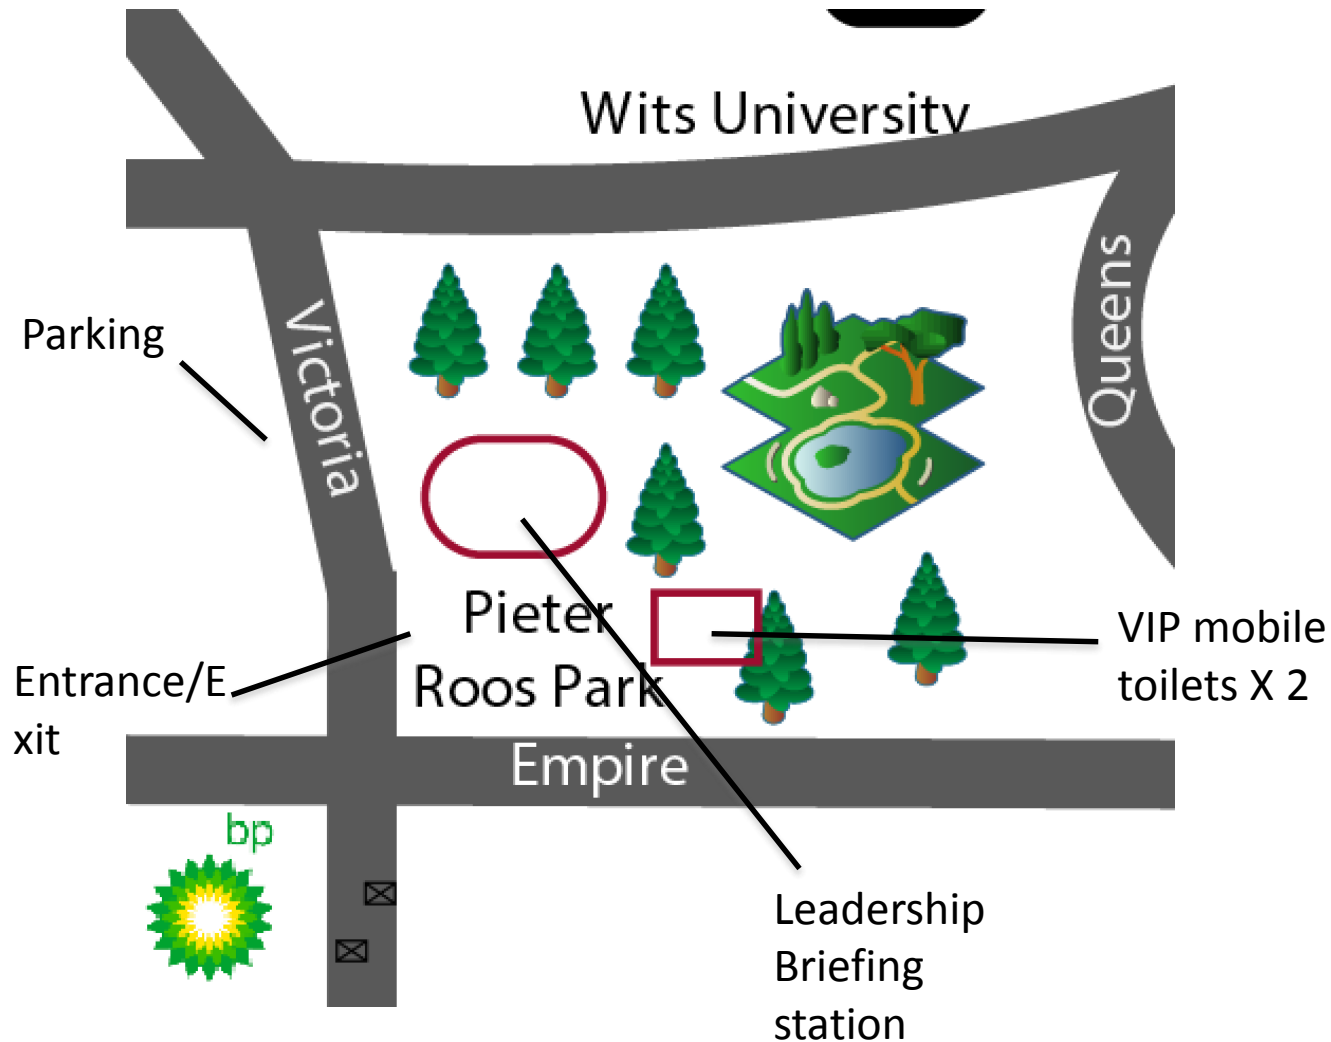 Wits University
Parking
Victoria
Queens
Pieter
Roos Park
Entrance/E
xit
VIP mobile
toilets X 2
Empire
bp
Leadership
Briefing
station